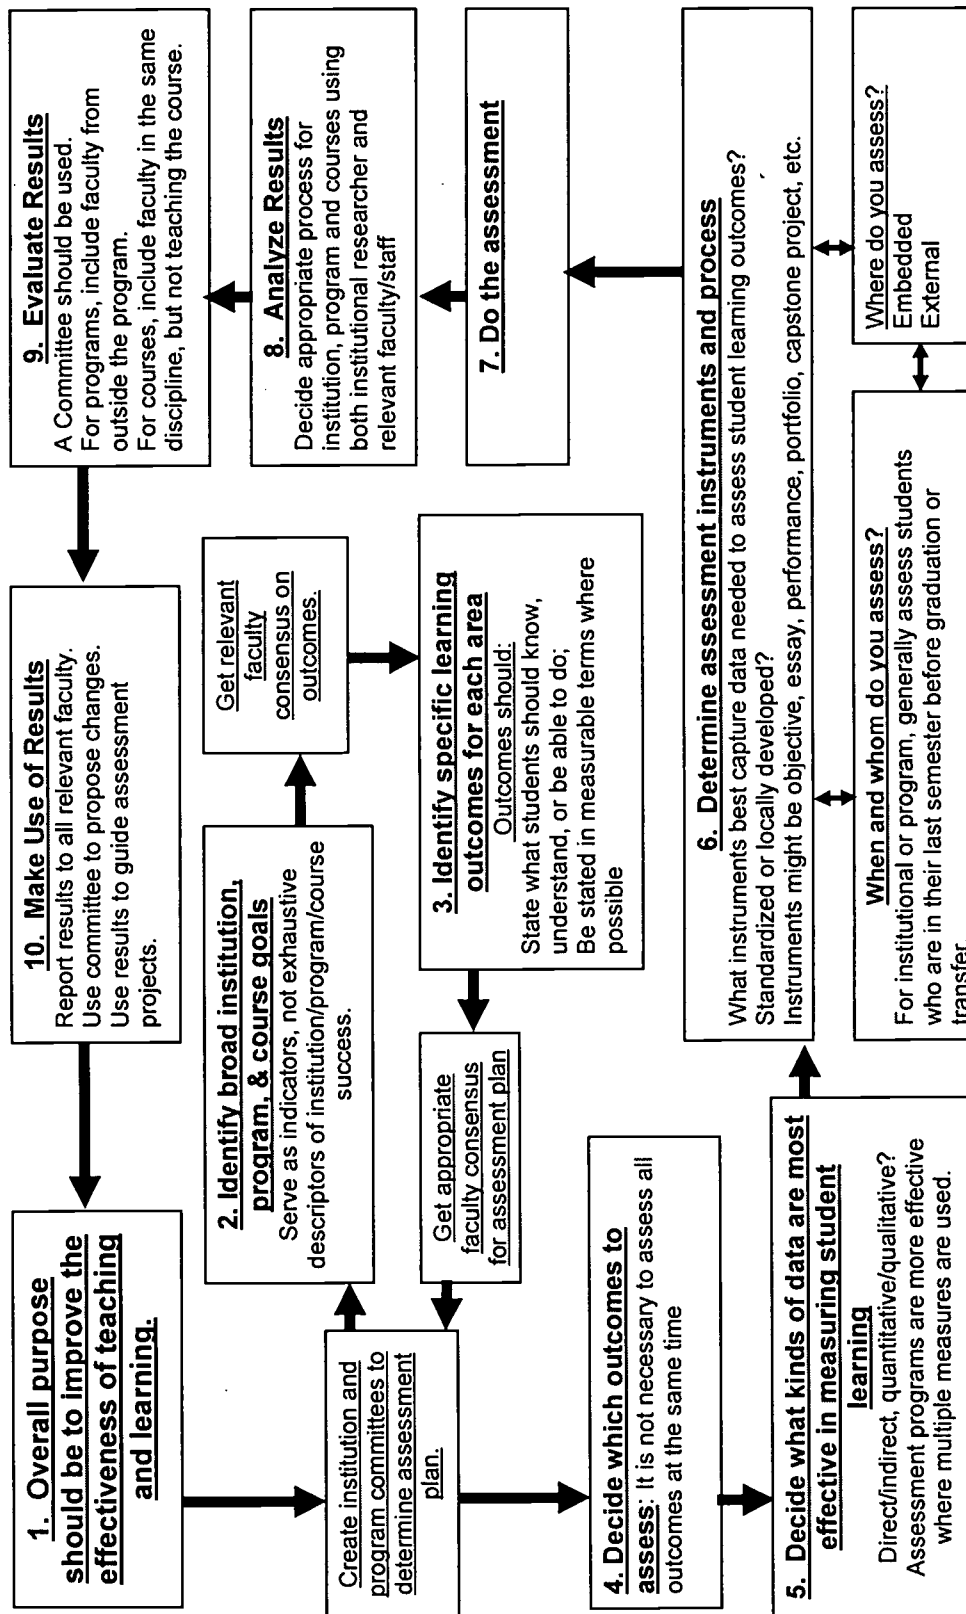 1. Overall purpose
should be to improve the
effectiveness of teaching
and learning.
10. Make Use of Results
Report results to all relevant faculty.
Use committee to propose changes.
Use results to guide assessment
projects.
9. Evaluate Results
A Committee should be used.
For programs, include faculty from
outside the program.
For courses, include faculty in the same
discipline, but not teaching the course.
Create institution and
program committees to
determine assessment
plan.
2. Identify broad institution,
program, & course goals
Serve as indicators, not exhaustive
descriptors of institution/program/course
success.
Get relevant
faculty
consensus on
outcomes.
3. Identify specific learning
outcomes for each area
Outcomes should:
State what students should know,
understand, or be able to do;
Be stated in measurable terms where
possible
Get appropriate
faculty consensus
for assessment plan
8. Analyze Results
Decide appropriate process for
institution, program and courses using
both institutional researcher and
relevant faculty/staff
7. Do the assessment
4. Decide which outcomes to
assess: It is not necessary to assess all
outcomes at the same time
5. Decide what kinds of data are most
effective in measuring student
learning
Direct/indirect, quantitative/qualitative?
Assessment programs are more effective
where multiple measures are used.
6. Determine assessment instruments and process
What instruments best capture data needed to assess student learning outcomes?
Standardized or locally developed?
Instruments might be objective, essay, performance, portfolio, capstone project, etc.
When and whom do you assess?
For institutional or program, generally assess students
who are in their last semester before graduation or
transfer
Where do you assess?
Embedded
External